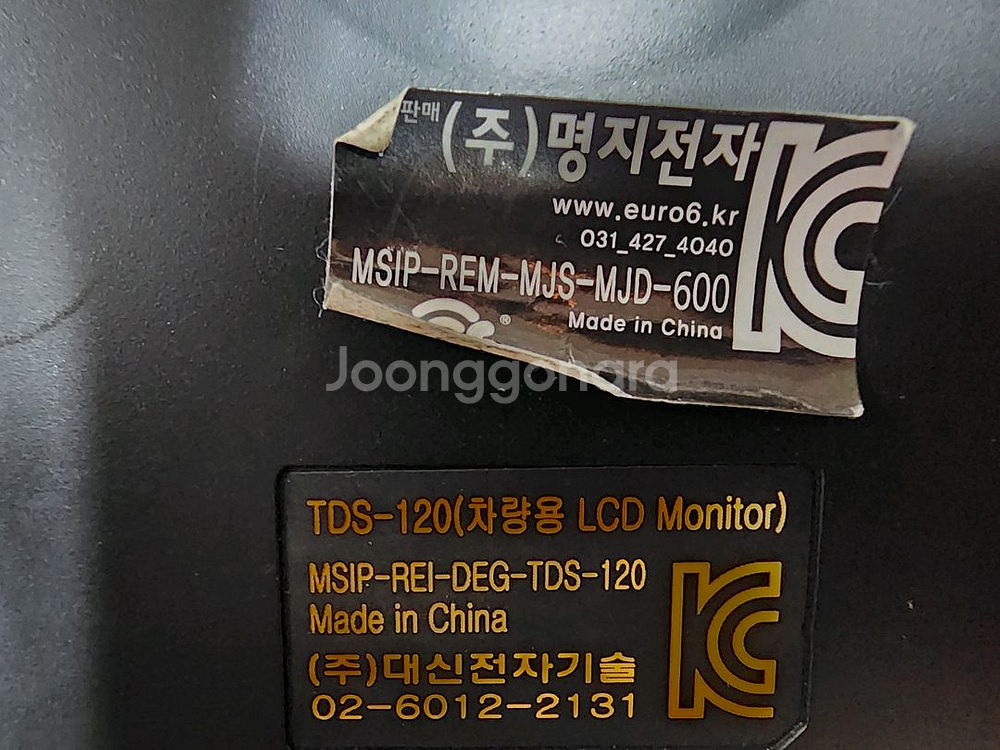 판매 (주)명지전자
www.euro6.kr
031_427_4040
MSIP-REM-MJS-MJD-600
®
Made in China
Joonggonara
TDS-120(차량용 LCD Monitor)
MSIP-REI-DEG-TDS-120
Made in China
(주)대신전자기술
02-6012-2131